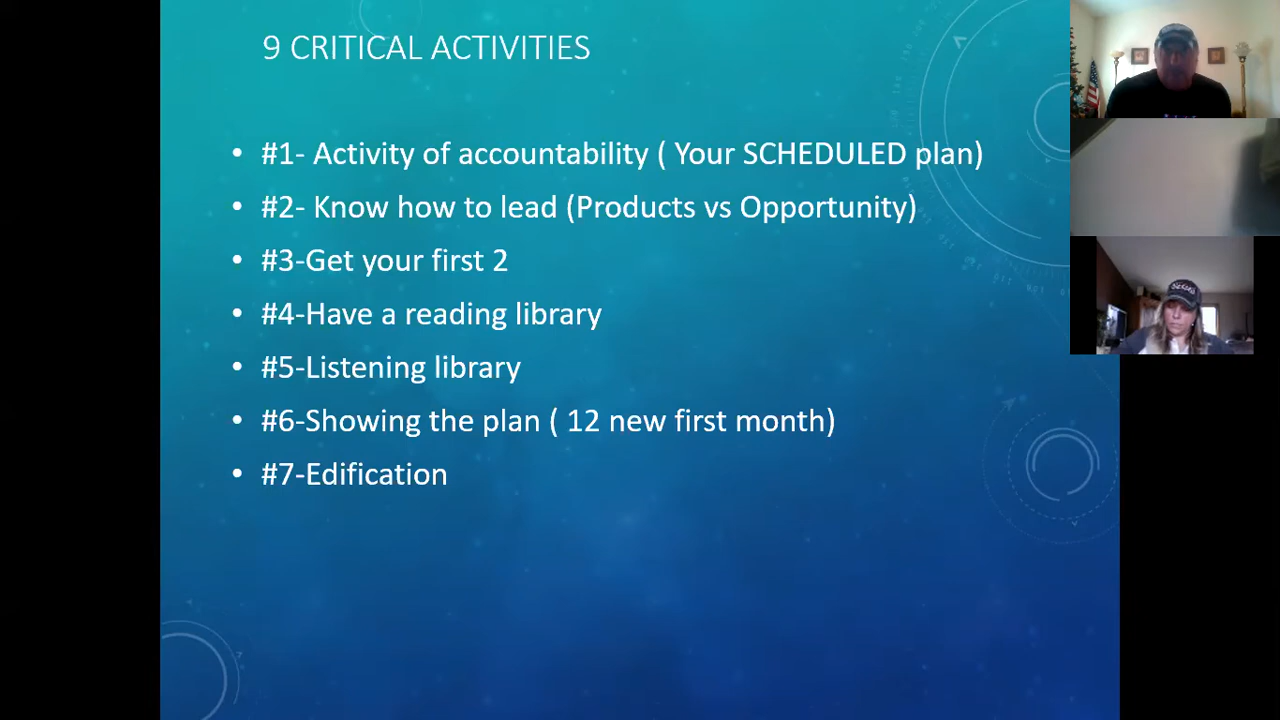 9 CRITICAL ACTIVITIES
• #1- Activity of accountability ( Your SCHEDULED plan)
• #2- Know how to lead (Products vs Opportunity)
• #3-Get your first 2
• #4-Have a reading library
• #5-Listening library
• #6-Showing the plan ( 12 new first month)
• #7-Edification